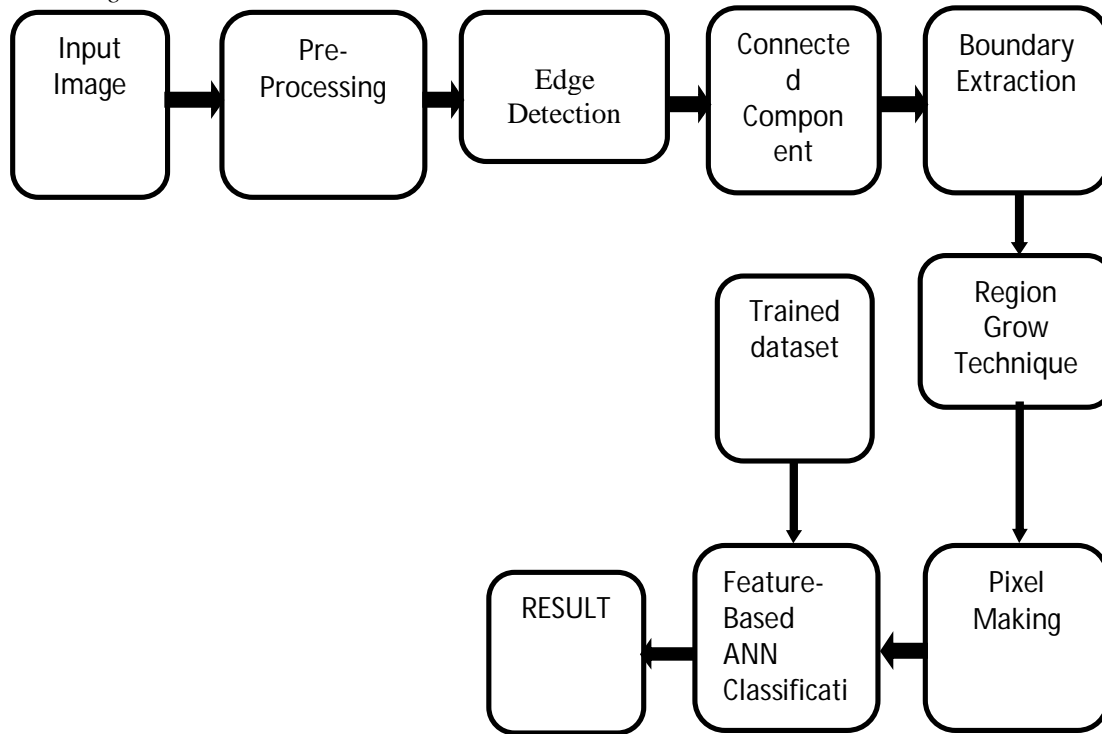 Input
Image
Pre-
Processing
Edge
Detection
Connecte
d
Compon
ent
Boundary
Extraction
Region
Grow
Technique
Trained
dataset
Pixel
Making
Feature-
Based
ANN
Classificati
RESULT